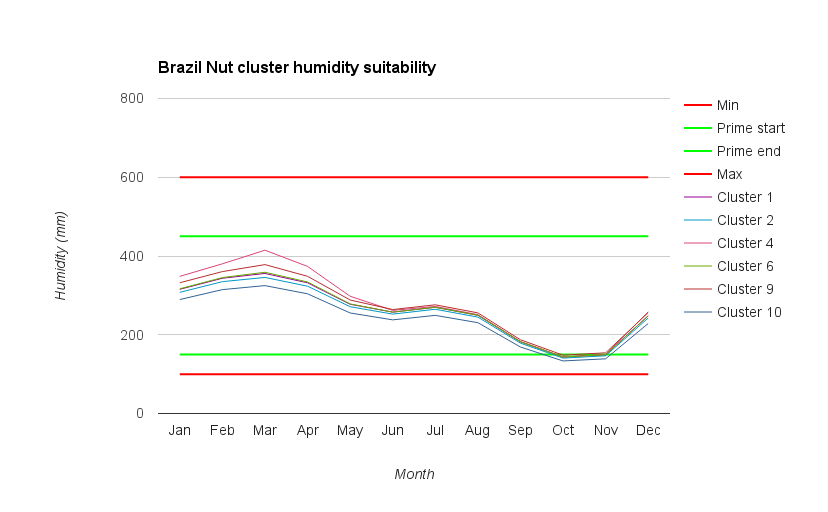 Brazil Nut cluster humidity suitability
800
600
400
200
0
Humidity (mm)
Jan Feb Mar Apr May Jun Jul Aug Sep Oct Nov Dec
Month
Min
Prime start
Prime end
Max
Cluster 1
Cluster 2
Cluster 4
Cluster 6
Cluster 9
Cluster 10